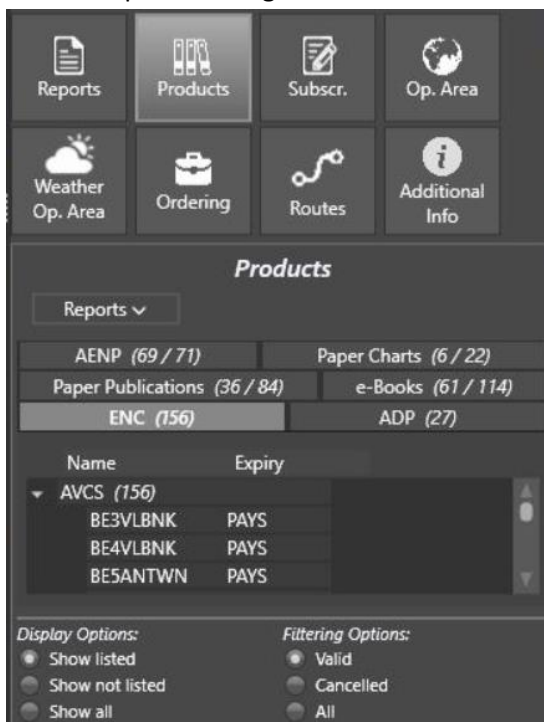 Reports Products Subscr. Op. Area
Weather Op. Area Ordering Routes Additional Info
Products
Reports
AENP (69 / 71) Paper Charts (6 / 22)
Paper Publications (36 / 84) e-Books (61 / 114)
ENC (156) ADP (27)
Name Expiry
AVCS (156)
BE3VLBNK PAYS
BE4VLBNK PAYS
BE5ANTWN PAYS
Display Options: Filtering Options:
Show listed Valid
Show not listed Cancelled
Show all All